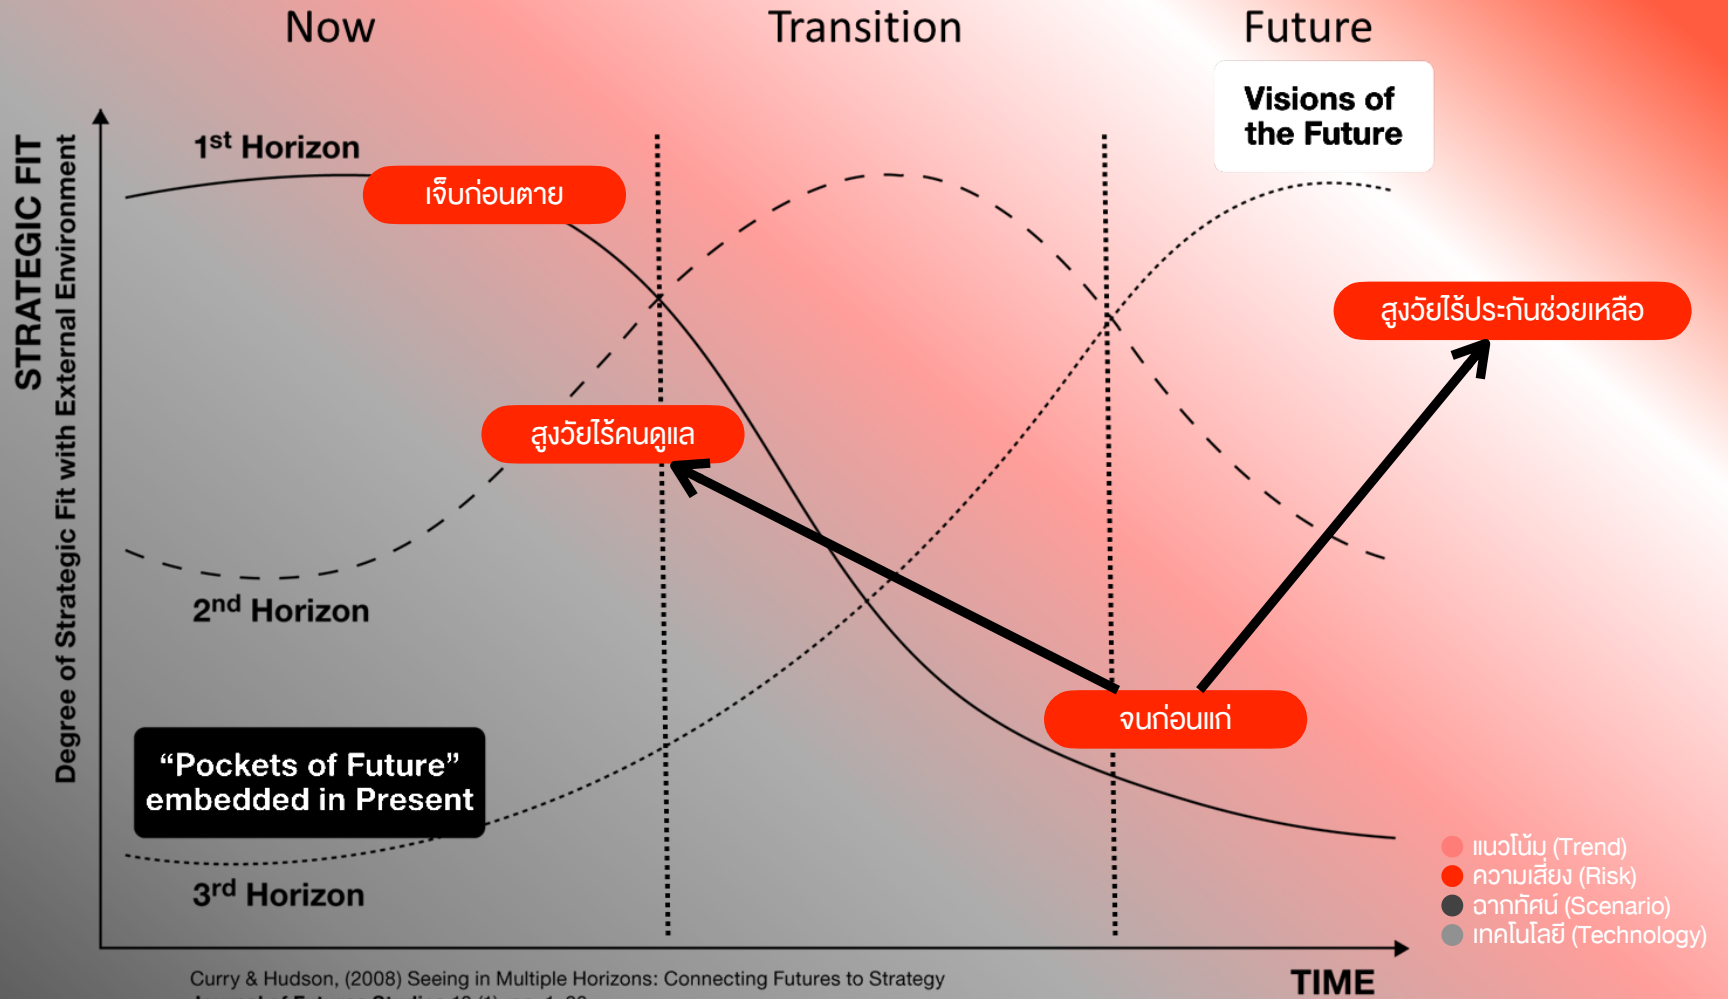 Now
Transition
Future
Visions of
the Future
STRATEGIC FIT
Degree of Strategic Fit with External Environment
1st Horizon
เจ็บก่อนตาย
สูงวัยไร้ประกันช่วยเหลือ
สูงวัยไร้คนดูแล
2nd Horizon
จนก่อนแก่
“Pockets of Future”
embedded in Present
3rd Horizon
แนวโน้ม (Trend)
ความเสี่ยง (Risk)
ฉากทัศน์ (Scenario)
เทคโนโลยี (Technology)
TIME
Curry & Hudson, (2008) Seeing in Multiple Horizons: Connecting Futures to Strategy